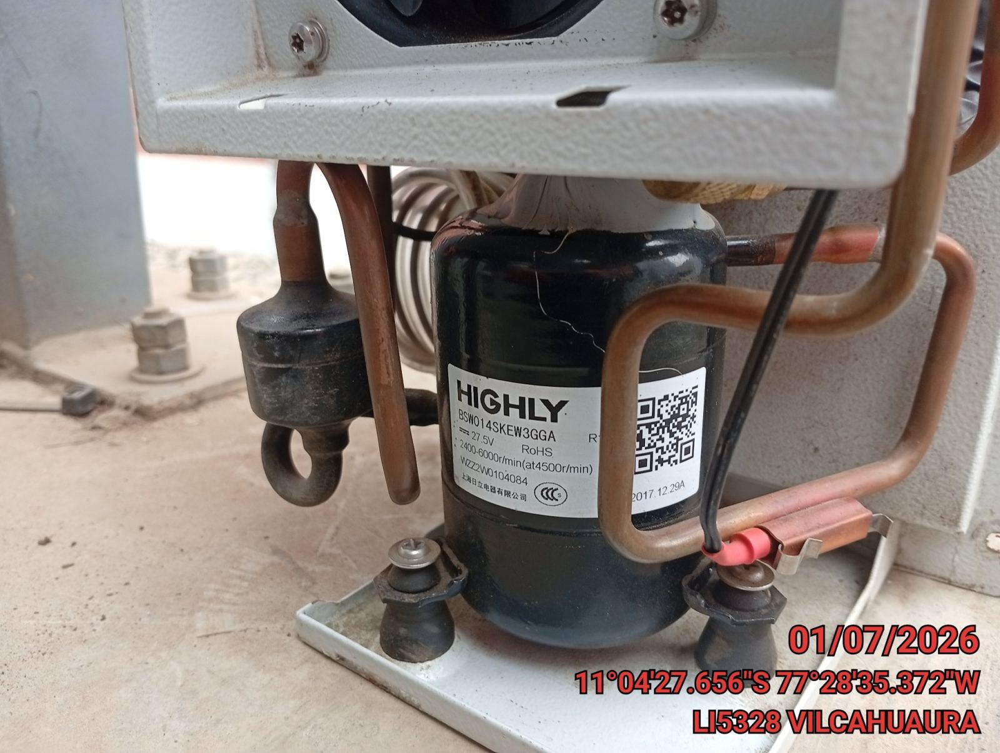 HIGHLY
BSW014SKEW3GGA
27.5V RoHS
2400-6000r/min(at4500r/min)
WZZ2W0104084
上海日立电器有限公司
CCC S
2017.12.29A
01/07/2026
11°04'27.656"S 77°28'35.372"W
LI5328 VILCAHUAURA